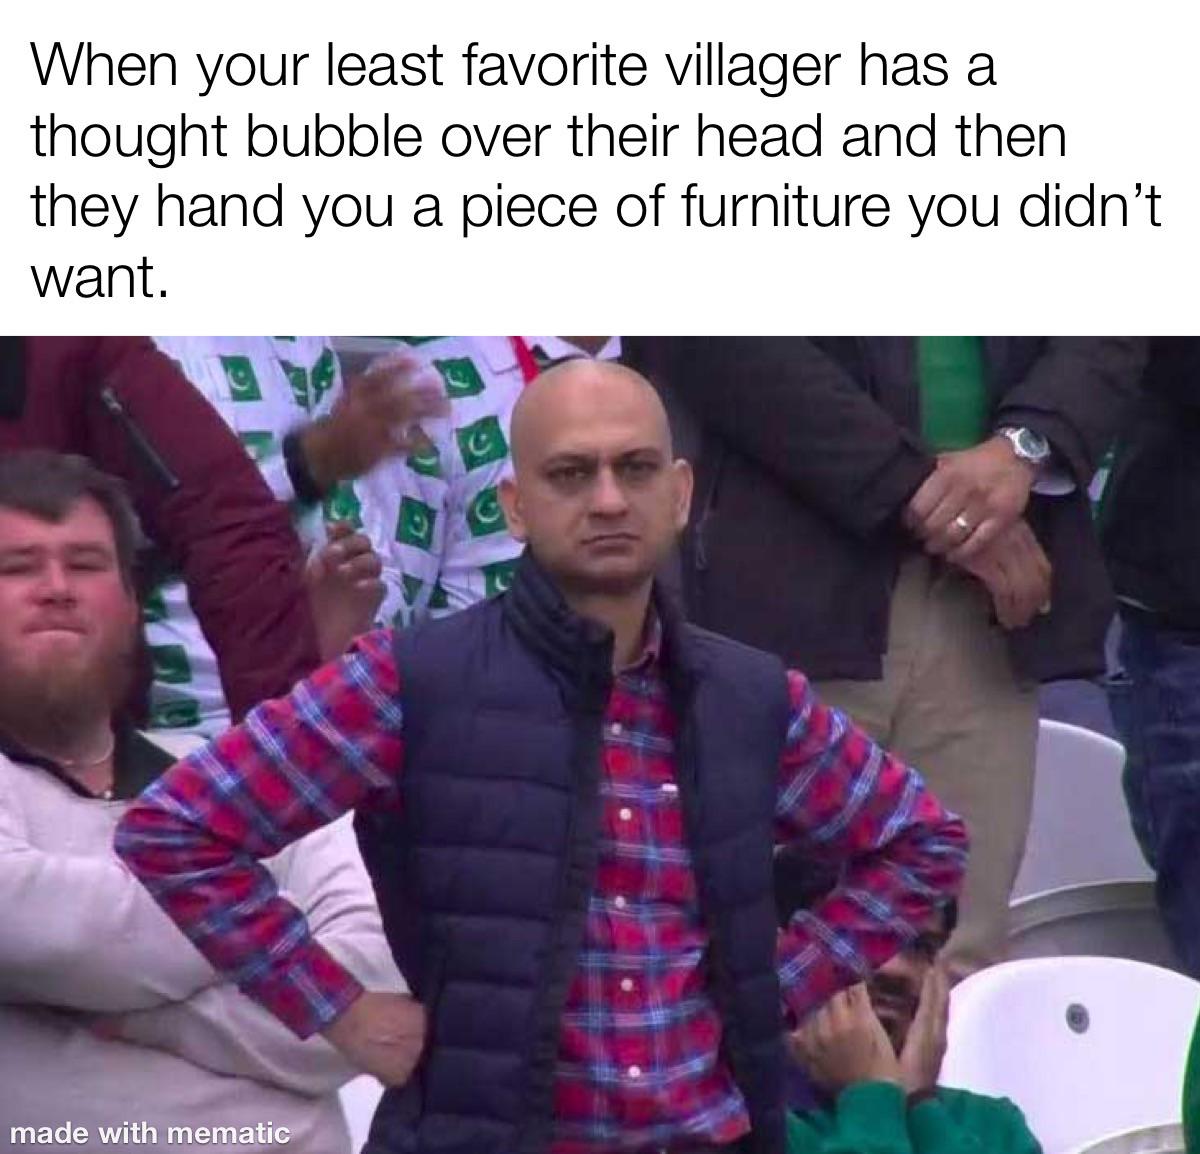 When your least favorite villager has a
thought bubble over their head and then
they hand you a piece of furniture you didn’t
want.
made with mematic